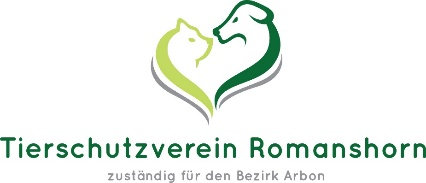 Tierschutzverein Romanshorn
zuständig für den Bezirk Arbon